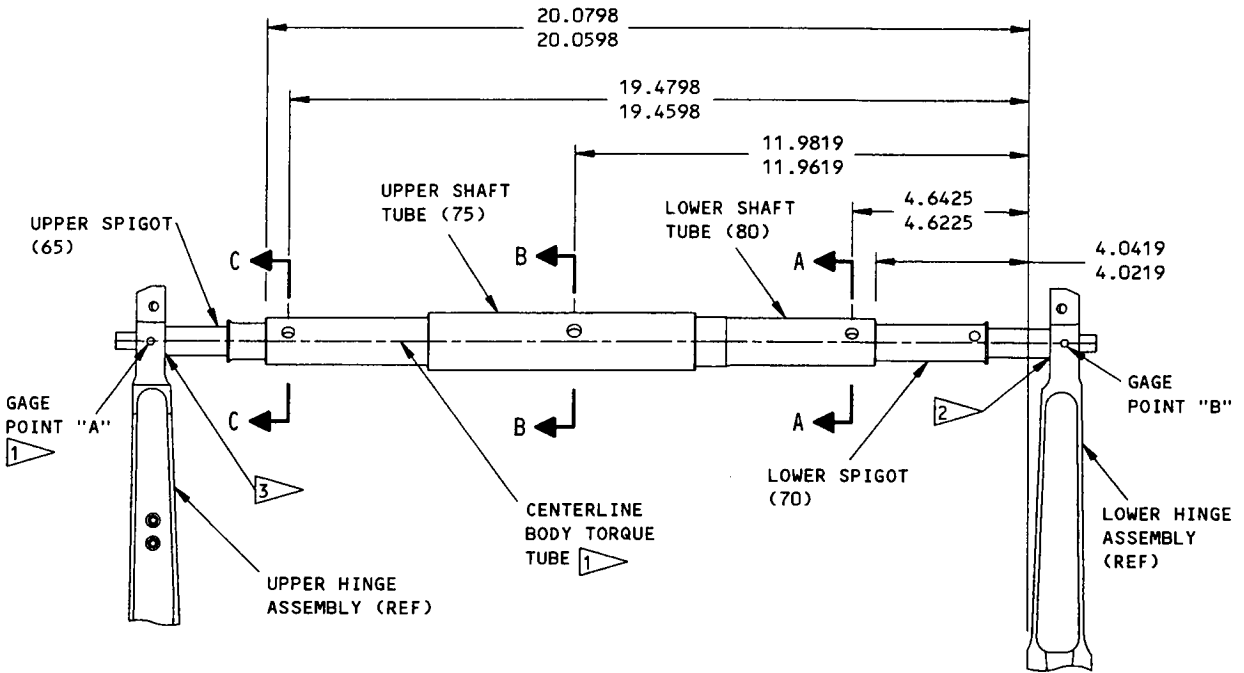 20.0798
20.0598
19.4798
19.4598
11.9819
11.9619
4.6425
4.6225
4.0419
4.0219
UPPER SHAFT
TUBE (75)
LOWER SHAFT
TUBE (80)
UPPER SPIGOT
(65)
C
B
A
GAGE
POINT "A"
1
C
B
A
2
GAGE
POINT "B"
3
LOWER SPIGOT
(70)
CENTERLINE
BODY TORQUE
TUBE 1
LOWER HINGE
ASSEMBLY
(REF)
UPPER HINGE
ASSEMBLY (REF)